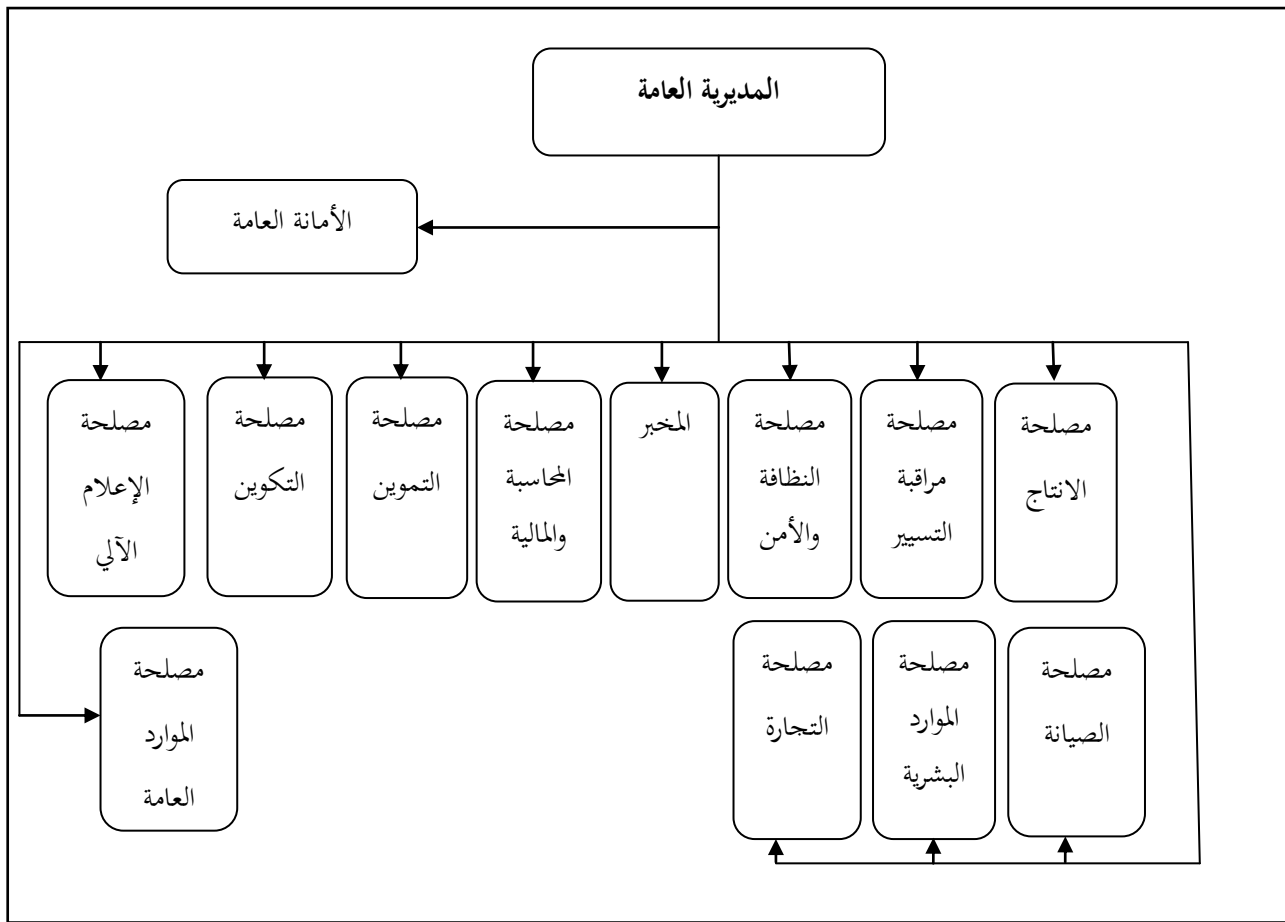 المديرية العامة
الأمانة العامة
مصلحة
الانتاج
مصلحة
مراقبة
التسيير
مصلحة
النظافة
والأمن
المخبر
مصلحة
المحاسبة
والمالية
مصلحة
التموين
مصلحة
التكوين
مصلحة
الإعلام
الآلي
مصلحة
الصيانة
مصلحة
الموارد
البشرية
مصلحة
التجارة
مصلحة
الموارد
العامة